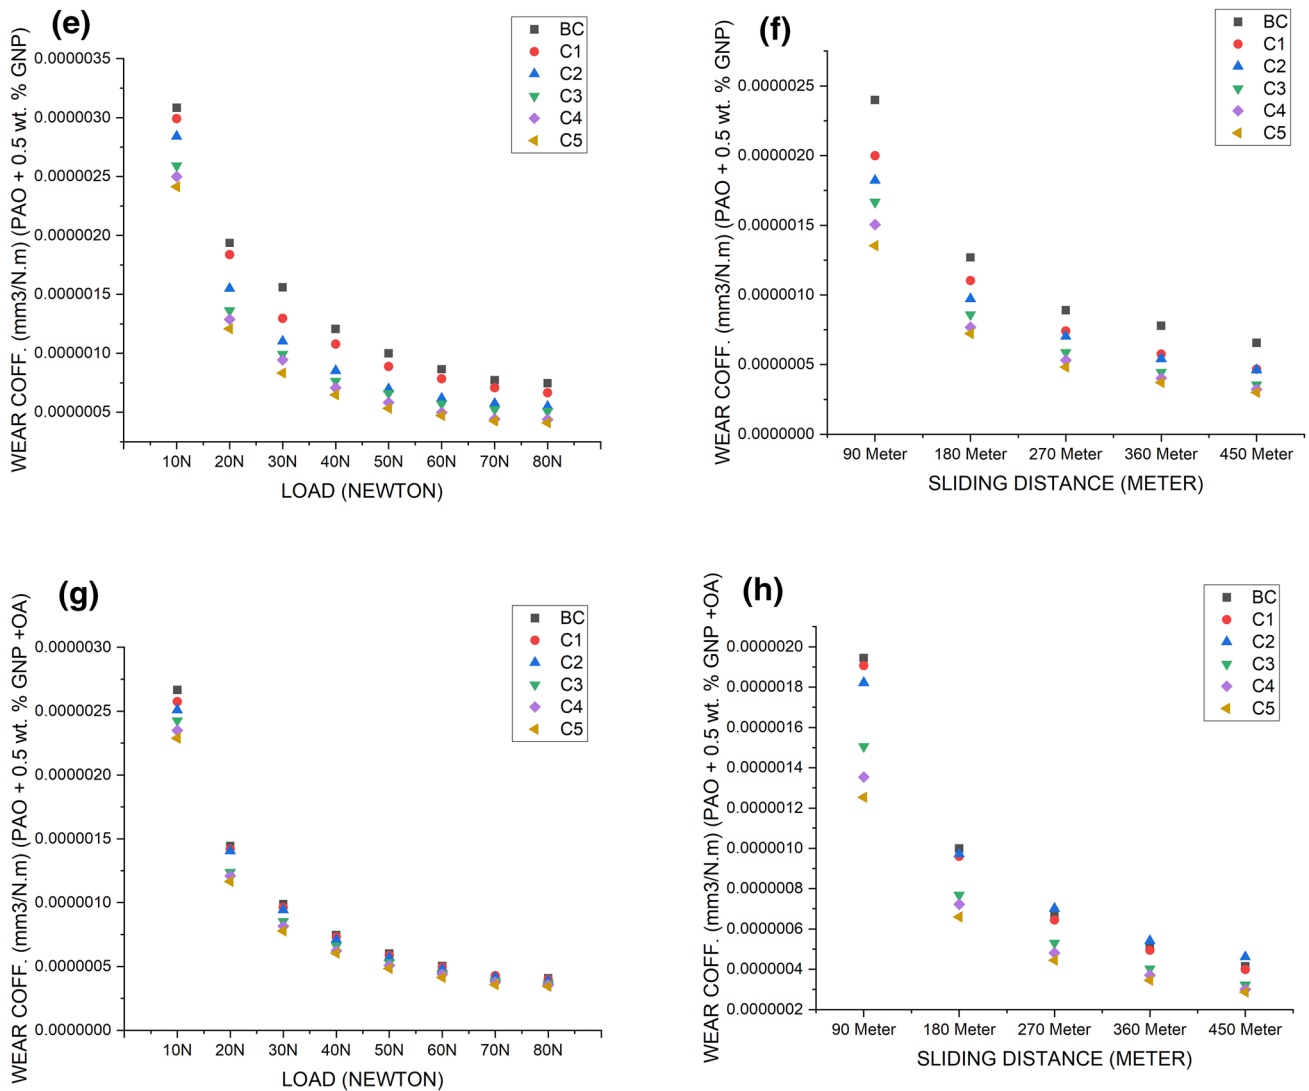 (e)
BC
C1
C2
C3
C4
C5
WEAR COFF. (mm3/N.m) (PAO + 0.5 wt. % GNP)
0.0000035
0.0000030
0.0000025
0.0000020
0.0000015
0.0000010
0.0000005
10N 20N 30N 40N 50N 60N 70N 80N
LOAD (NEWTON)
(f)
BC
C1
C2
C3
C4
C5
WEAR COFF. (mm3/N.m) (PAO + 0.5 wt. % GNP)
0.0000025
0.0000020
0.0000015
0.0000010
0.0000005
0.0000000
90 Meter 180 Meter 270 Meter 360 Meter 450 Meter
SLIDING DISTANCE (METER)
(g)
BC
C1
C2
C3
C4
C5
WEAR COFF. (mm3/N.m) (PAO + 0.5 wt. % GNP +OA)
0.0000030
0.0000025
0.0000020
0.0000015
0.0000010
0.0000005
0.0000000
10N 20N 30N 40N 50N 60N 70N 80N
LOAD (NEWTON)
(h)
BC
C1
C2
C3
C4
C5
WEAR COFF. (mm3/N.m) (PAO + 0.5 wt. % GNP +OA)
0.0000020
0.0000018
0.0000016
0.0000014
0.0000012
0.0000010
0.0000008
0.0000006
0.0000004
0.0000002
90 Meter 180 Meter 270 Meter 360 Meter 450 Meter
SLIDING DISTANCE (METER)